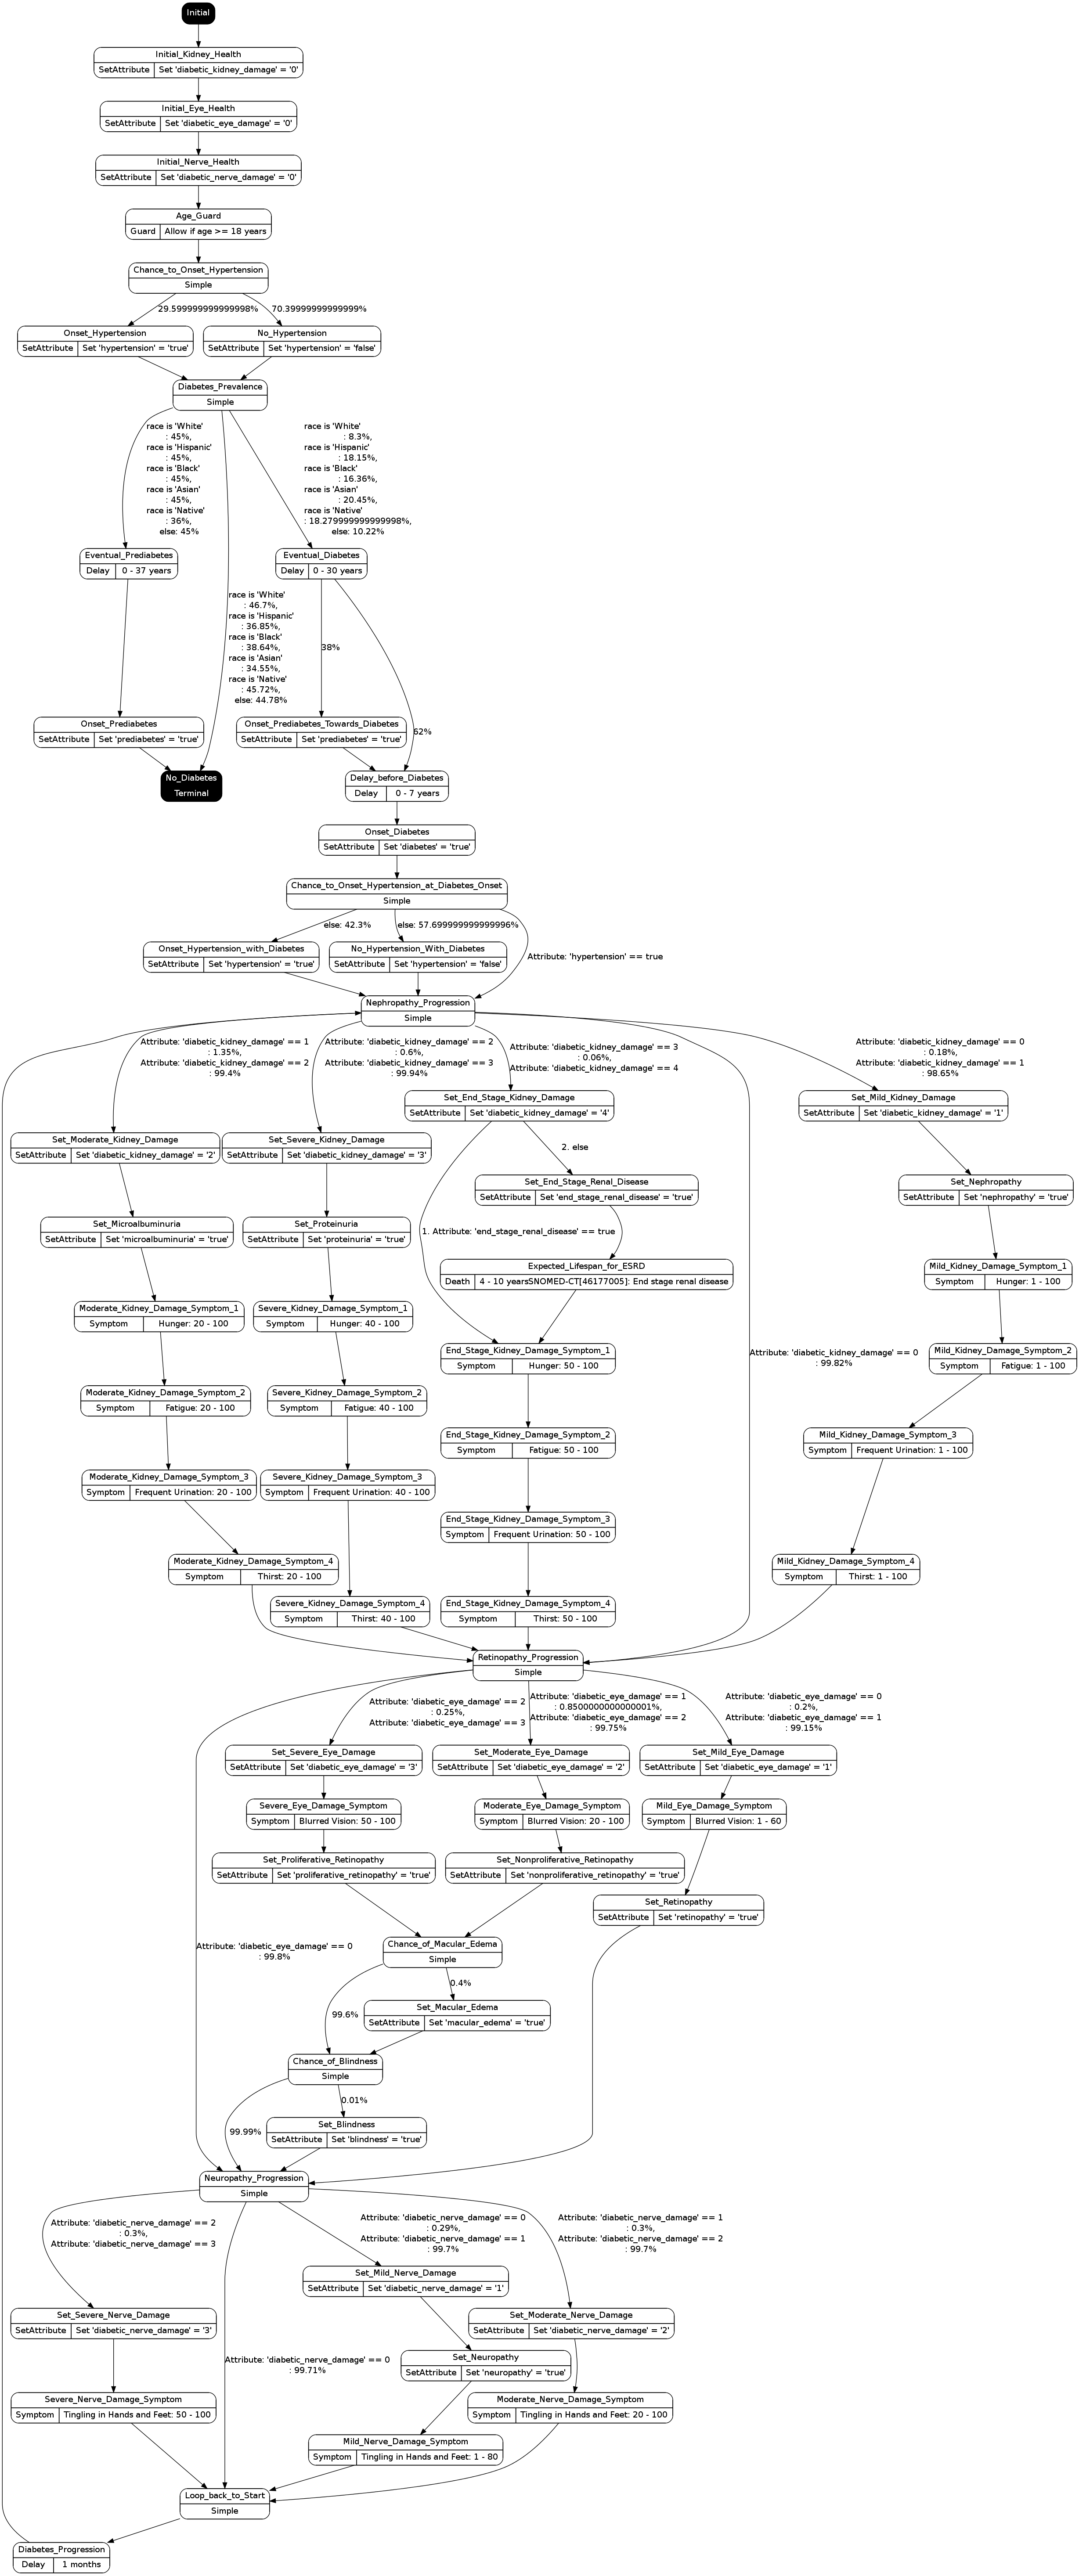 Initial
Initial_Kidney_Health
SetAttribute Set 'diabetic_kidney_damage' = '0'
Initial_Eye_Health
SetAttribute Set 'diabetic_eye_damage' = '0'
Initial_Nerve_Health
SetAttribute Set 'diabetic_nerve_damage' = '0'
Age_Guard
Guard Allow if age >= 18 years
Chance_to_Onset_Hypertension
Simple
29.599999999999998%
70.39999999999999%
Onset_Hypertension
SetAttribute Set 'hypertension' = 'true'
No_Hypertension
SetAttribute Set 'hypertension' = 'false'
Diabetes_Prevalence
Simple
race is 'White'
: 45%,
race is 'Hispanic'
: 45%,
race is 'Black'
: 45%,
race is 'Asian'
: 45%,
race is 'Native'
: 36%,
else: 45%
race is 'White'
: 8.3%,
race is 'Hispanic'
: 18.15%,
race is 'Black'
: 16.36%,
race is 'Asian'
: 20.45%,
race is 'Native'
: 18.279999999999998%,
else: 10.22%
Eventual_Prediabetes
Delay 0 - 37 years
Eventual_Diabetes
Delay 0 - 30 years
race is 'White'
: 46.7%,
race is 'Hispanic'
: 36.85%,
race is 'Black'
: 38.64%,
race is 'Asian'
: 34.55%,
race is 'Native'
: 45.72%,
else: 44.78%
38%
62%
Onset_Prediabetes
SetAttribute Set 'prediabetes' = 'true'
Onset_Prediabetes_Towards_Diabetes
SetAttribute Set 'prediabetes' = 'true'
No_Diabetes
Terminal
Delay_before_Diabetes
Delay 0 - 7 years
Onset_Diabetes
SetAttribute Set 'diabetes' = 'true'
Chance_to_Onset_Hypertension_at_Diabetes_Onset
Simple
else: 42.3%
else: 57.699999999999996%
Attribute: 'hypertension' == true
Onset_Hypertension_with_Diabetes
SetAttribute Set 'hypertension' = 'true'
No_Hypertension_With_Diabetes
SetAttribute Set 'hypertension' = 'false'
Nephropathy_Progression
Simple
Attribute: 'diabetic_kidney_damage' == 1
: 1.35%,
Attribute: 'diabetic_kidney_damage' == 2
: 99.4%
Attribute: 'diabetic_kidney_damage' == 2
: 0.6%,
Attribute: 'diabetic_kidney_damage' == 3
: 99.94%
Attribute: 'diabetic_kidney_damage' == 3
: 0.06%,
Attribute: 'diabetic_kidney_damage' == 4
Attribute: 'diabetic_kidney_damage' == 0
: 0.18%,
Attribute: 'diabetic_kidney_damage' == 1
: 98.65%
Set_End_Stage_Kidney_Damage
SetAttribute Set 'diabetic_kidney_damage' = '4'
Set_Mild_Kidney_Damage
SetAttribute Set 'diabetic_kidney_damage' = '1'
Set_Moderate_Kidney_Damage
SetAttribute Set 'diabetic_kidney_damage' = '2'
Set_Severe_Kidney_Damage
SetAttribute Set 'diabetic_kidney_damage' = '3'
2. else
Set_End_Stage_Renal_Disease
SetAttribute Set 'end_stage_renal_disease' = 'true'
Set_Nephropathy
SetAttribute Set 'nephropathy' = 'true'
Set_Microalbuminuria
SetAttribute Set 'microalbuminuria' = 'true'
Set_Proteinuria
SetAttribute Set 'proteinuria' = 'true'
1. Attribute: 'end_stage_renal_disease' == true
Expected_Lifespan_for_ESRD
Death 4 - 10 yearsSNOMED-CT[46177005]: End stage renal disease
Mild_Kidney_Damage_Symptom_1
Symptom Hunger: 1 - 100
Moderate_Kidney_Damage_Symptom_1
Symptom Hunger: 20 - 100
Severe_Kidney_Damage_Symptom_1
Symptom Hunger: 40 - 100
End_Stage_Kidney_Damage_Symptom_1
Symptom Hunger: 50 - 100
Attribute: 'diabetic_kidney_damage' == 0
: 99.82%
Mild_Kidney_Damage_Symptom_2
Symptom Fatigue: 1 - 100
Moderate_Kidney_Damage_Symptom_2
Symptom Fatigue: 20 - 100
Severe_Kidney_Damage_Symptom_2
Symptom Fatigue: 40 - 100
End_Stage_Kidney_Damage_Symptom_2
Symptom Fatigue: 50 - 100
Mild_Kidney_Damage_Symptom_3
Symptom Frequent Urination: 1 - 100
Moderate_Kidney_Damage_Symptom_3
Symptom Frequent Urination: 20 - 100
Severe_Kidney_Damage_Symptom_3
Symptom Frequent Urination: 40 - 100
End_Stage_Kidney_Damage_Symptom_3
Symptom Frequent Urination: 50 - 100
Moderate_Kidney_Damage_Symptom_4
Symptom Thirst: 20 - 100
Mild_Kidney_Damage_Symptom_4
Symptom Thirst: 1 - 100
Severe_Kidney_Damage_Symptom_4
Symptom Thirst: 40 - 100
End_Stage_Kidney_Damage_Symptom_4
Symptom Thirst: 50 - 100
Retinopathy_Progression
Simple
Attribute: 'diabetic_eye_damage' == 2
: 0.25%,
Attribute: 'diabetic_eye_damage' == 3
Attribute: 'diabetic_eye_damage' == 1
: 0.8500000000000001%,
Attribute: 'diabetic_eye_damage' == 2
: 99.75%
Attribute: 'diabetic_eye_damage' == 0
: 0.2%,
Attribute: 'diabetic_eye_damage' == 1
: 99.15%
Set_Severe_Eye_Damage
SetAttribute Set 'diabetic_eye_damage' = '3'
Set_Moderate_Eye_Damage
SetAttribute Set 'diabetic_eye_damage' = '2'
Set_Mild_Eye_Damage
SetAttribute Set 'diabetic_eye_damage' = '1'
Severe_Eye_Damage_Symptom
Symptom Blurred Vision: 50 - 100
Moderate_Eye_Damage_Symptom
Symptom Blurred Vision: 20 - 100
Mild_Eye_Damage_Symptom
Symptom Blurred Vision: 1 - 60
Set_Proliferative_Retinopathy
SetAttribute Set 'proliferative_retinopathy' = 'true'
Set_Nonproliferative_Retinopathy
SetAttribute Set 'nonproliferative_retinopathy' = 'true'
Set_Retinopathy
SetAttribute Set 'retinopathy' = 'true'
Attribute: 'diabetic_eye_damage' == 0
: 99.8%
Chance_of_Macular_Edema
Simple
0.4%
99.6%
Set_Macular_Edema
SetAttribute Set 'macular_edema' = 'true'
Chance_of_Blindness
Simple
0.01%
99.99%
Set_Blindness
SetAttribute Set 'blindness' = 'true'
Neuropathy_Progression
Simple
Attribute: 'diabetic_nerve_damage' == 2
: 0.3%,
Attribute: 'diabetic_nerve_damage' == 3
Attribute: 'diabetic_nerve_damage' == 0
: 0.29%,
Attribute: 'diabetic_nerve_damage' == 1
: 99.7%
Attribute: 'diabetic_nerve_damage' == 1
: 0.3%,
Attribute: 'diabetic_nerve_damage' == 2
: 99.7%
Set_Mild_Nerve_Damage
SetAttribute Set 'diabetic_nerve_damage' = '1'
Set_Severe_Nerve_Damage
SetAttribute Set 'diabetic_nerve_damage' = '3'
Set_Moderate_Nerve_Damage
SetAttribute Set 'diabetic_nerve_damage' = '2'
Attribute: 'diabetic_nerve_damage' == 0
: 99.71%
Set_Neuropathy
SetAttribute Set 'neuropathy' = 'true'
Severe_Nerve_Damage_Symptom
Symptom Tingling in Hands and Feet: 50 - 100
Moderate_Nerve_Damage_Symptom
Symptom Tingling in Hands and Feet: 20 - 100
Mild_Nerve_Damage_Symptom
Symptom Tingling in Hands and Feet: 1 - 80
Loop_back_to_Start
Simple
Diabetes_Progression
Delay 1 months